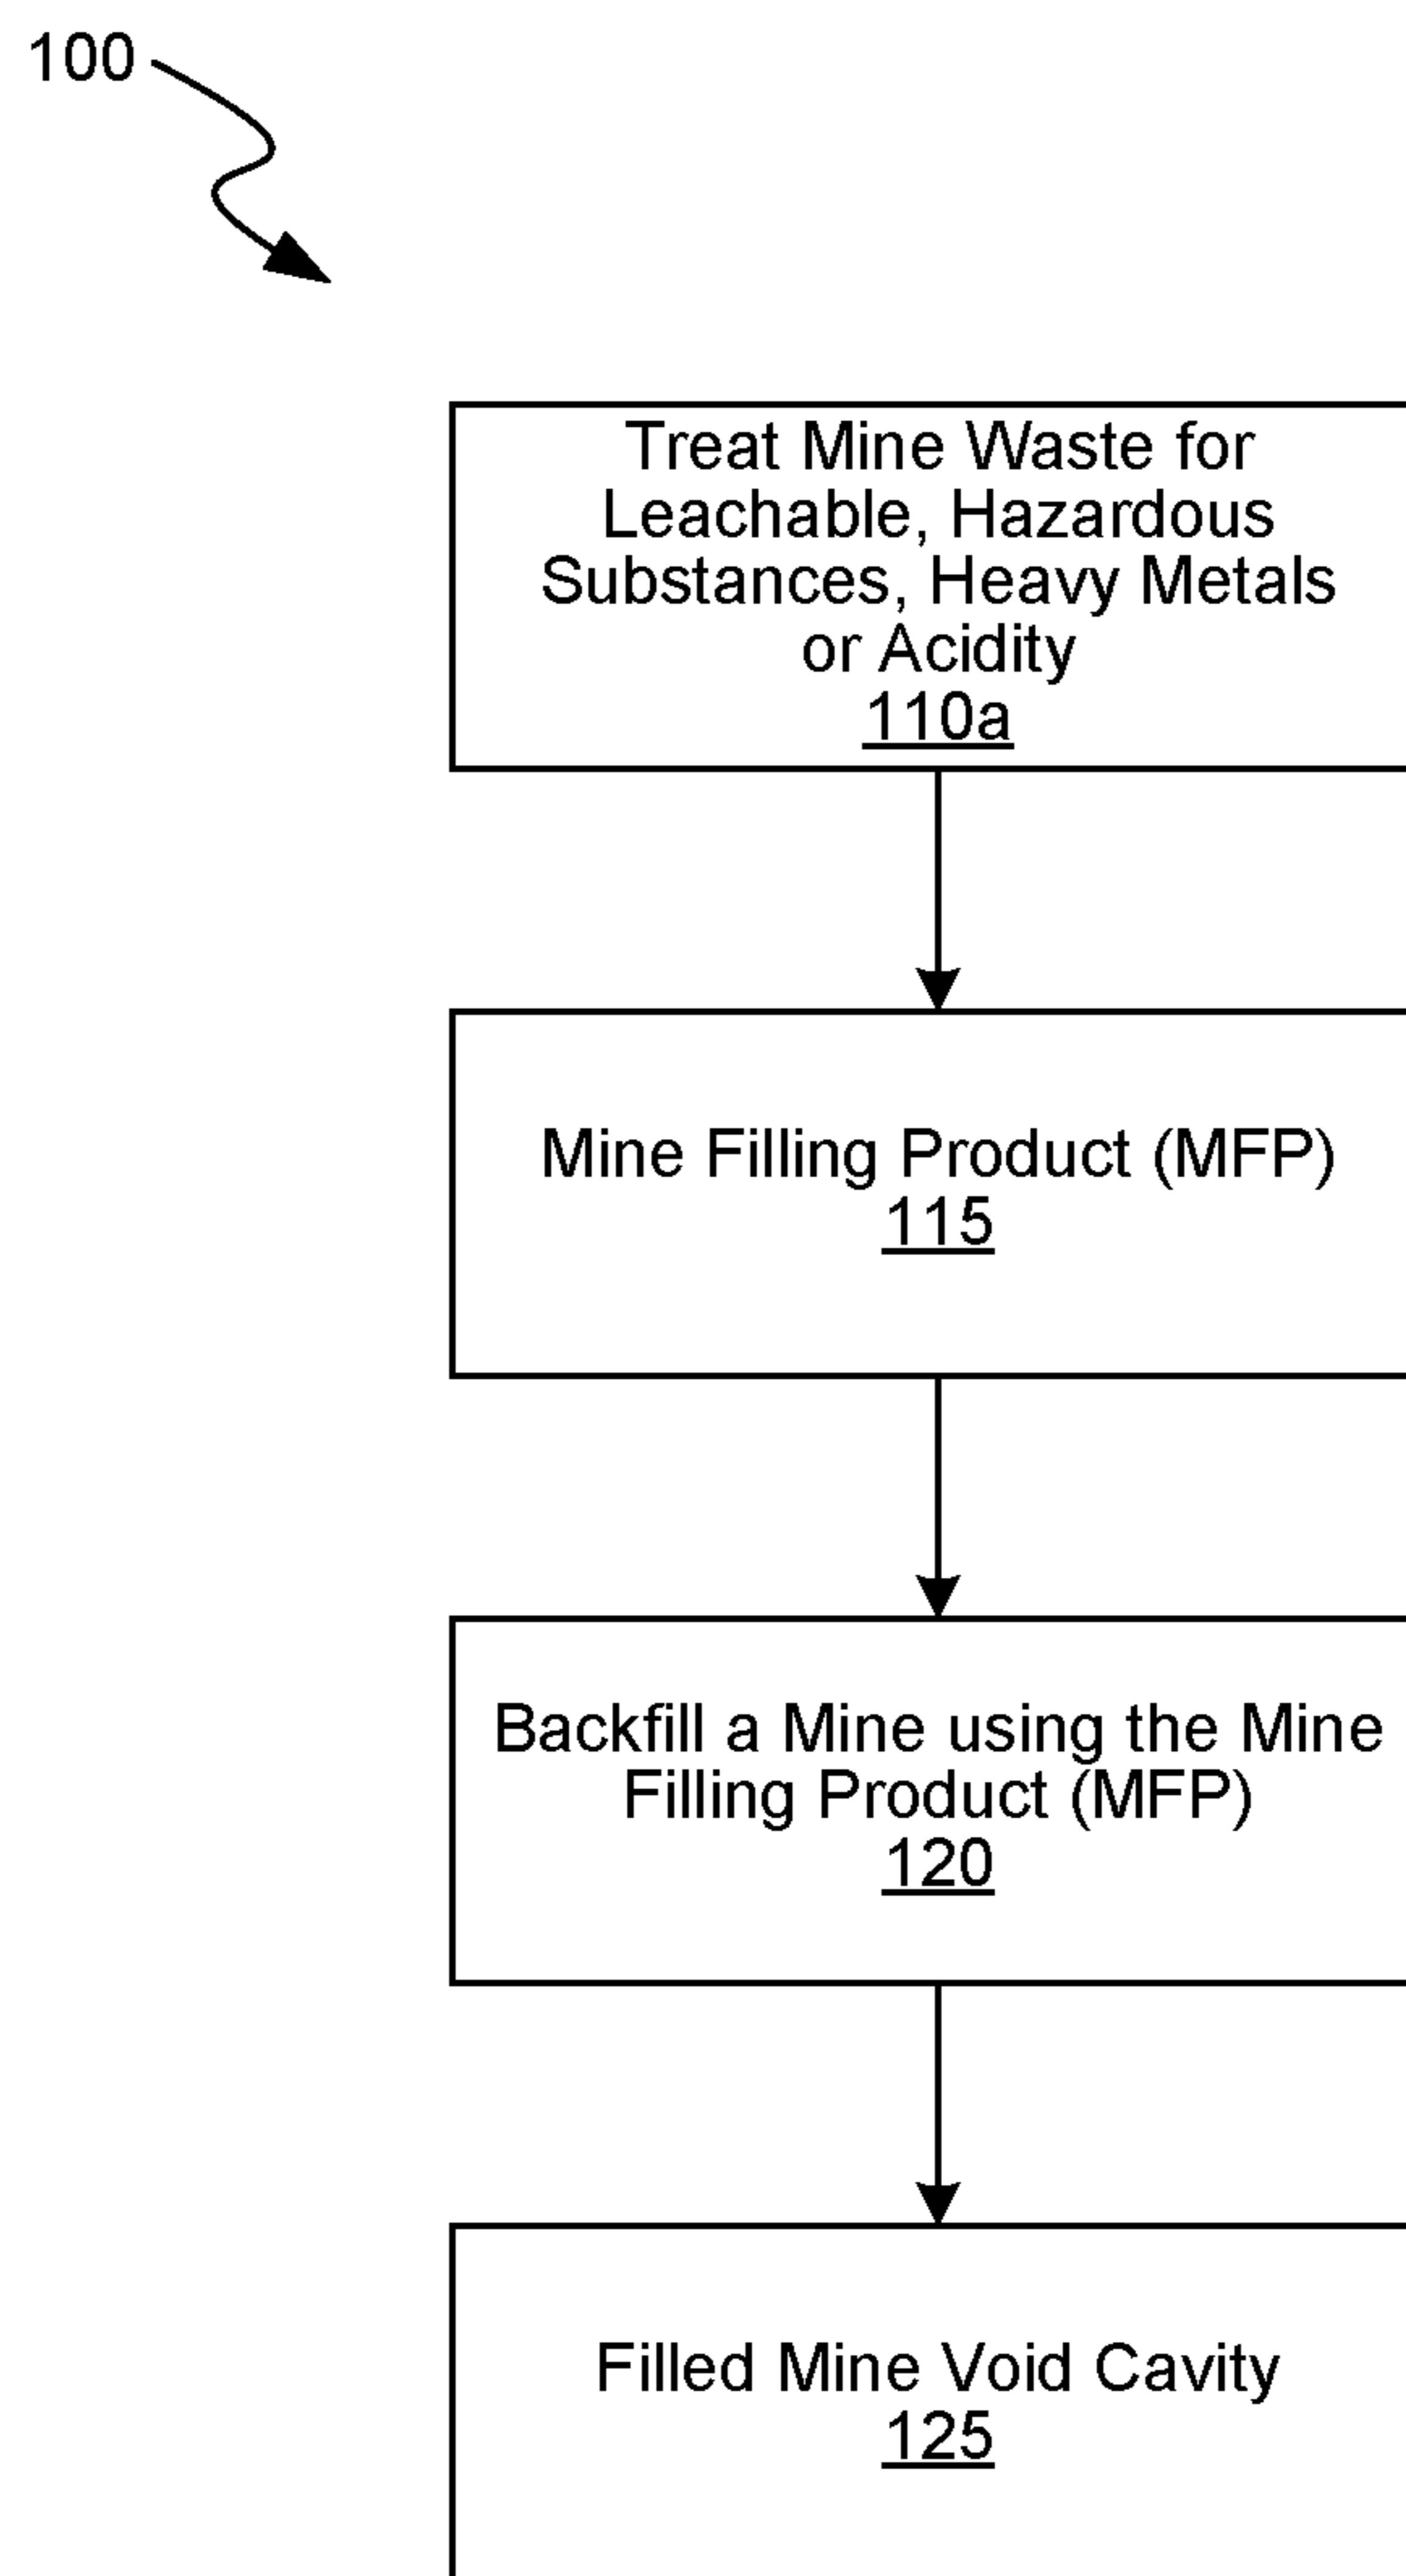 100
Treat Mine Waste for
Leachable, Hazardous
Substances, Heavy Metals
or Acidity
110a
Mine Filling Product (MFP)
115
Backfill a Mine using the Mine
Filling Product (MFP)
120
Filled Mine Void Cavity
125